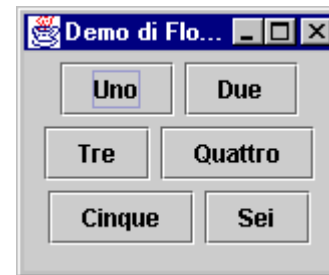 Demo di Flo...
Uno Due
Tre Quattro
Cinque Sei